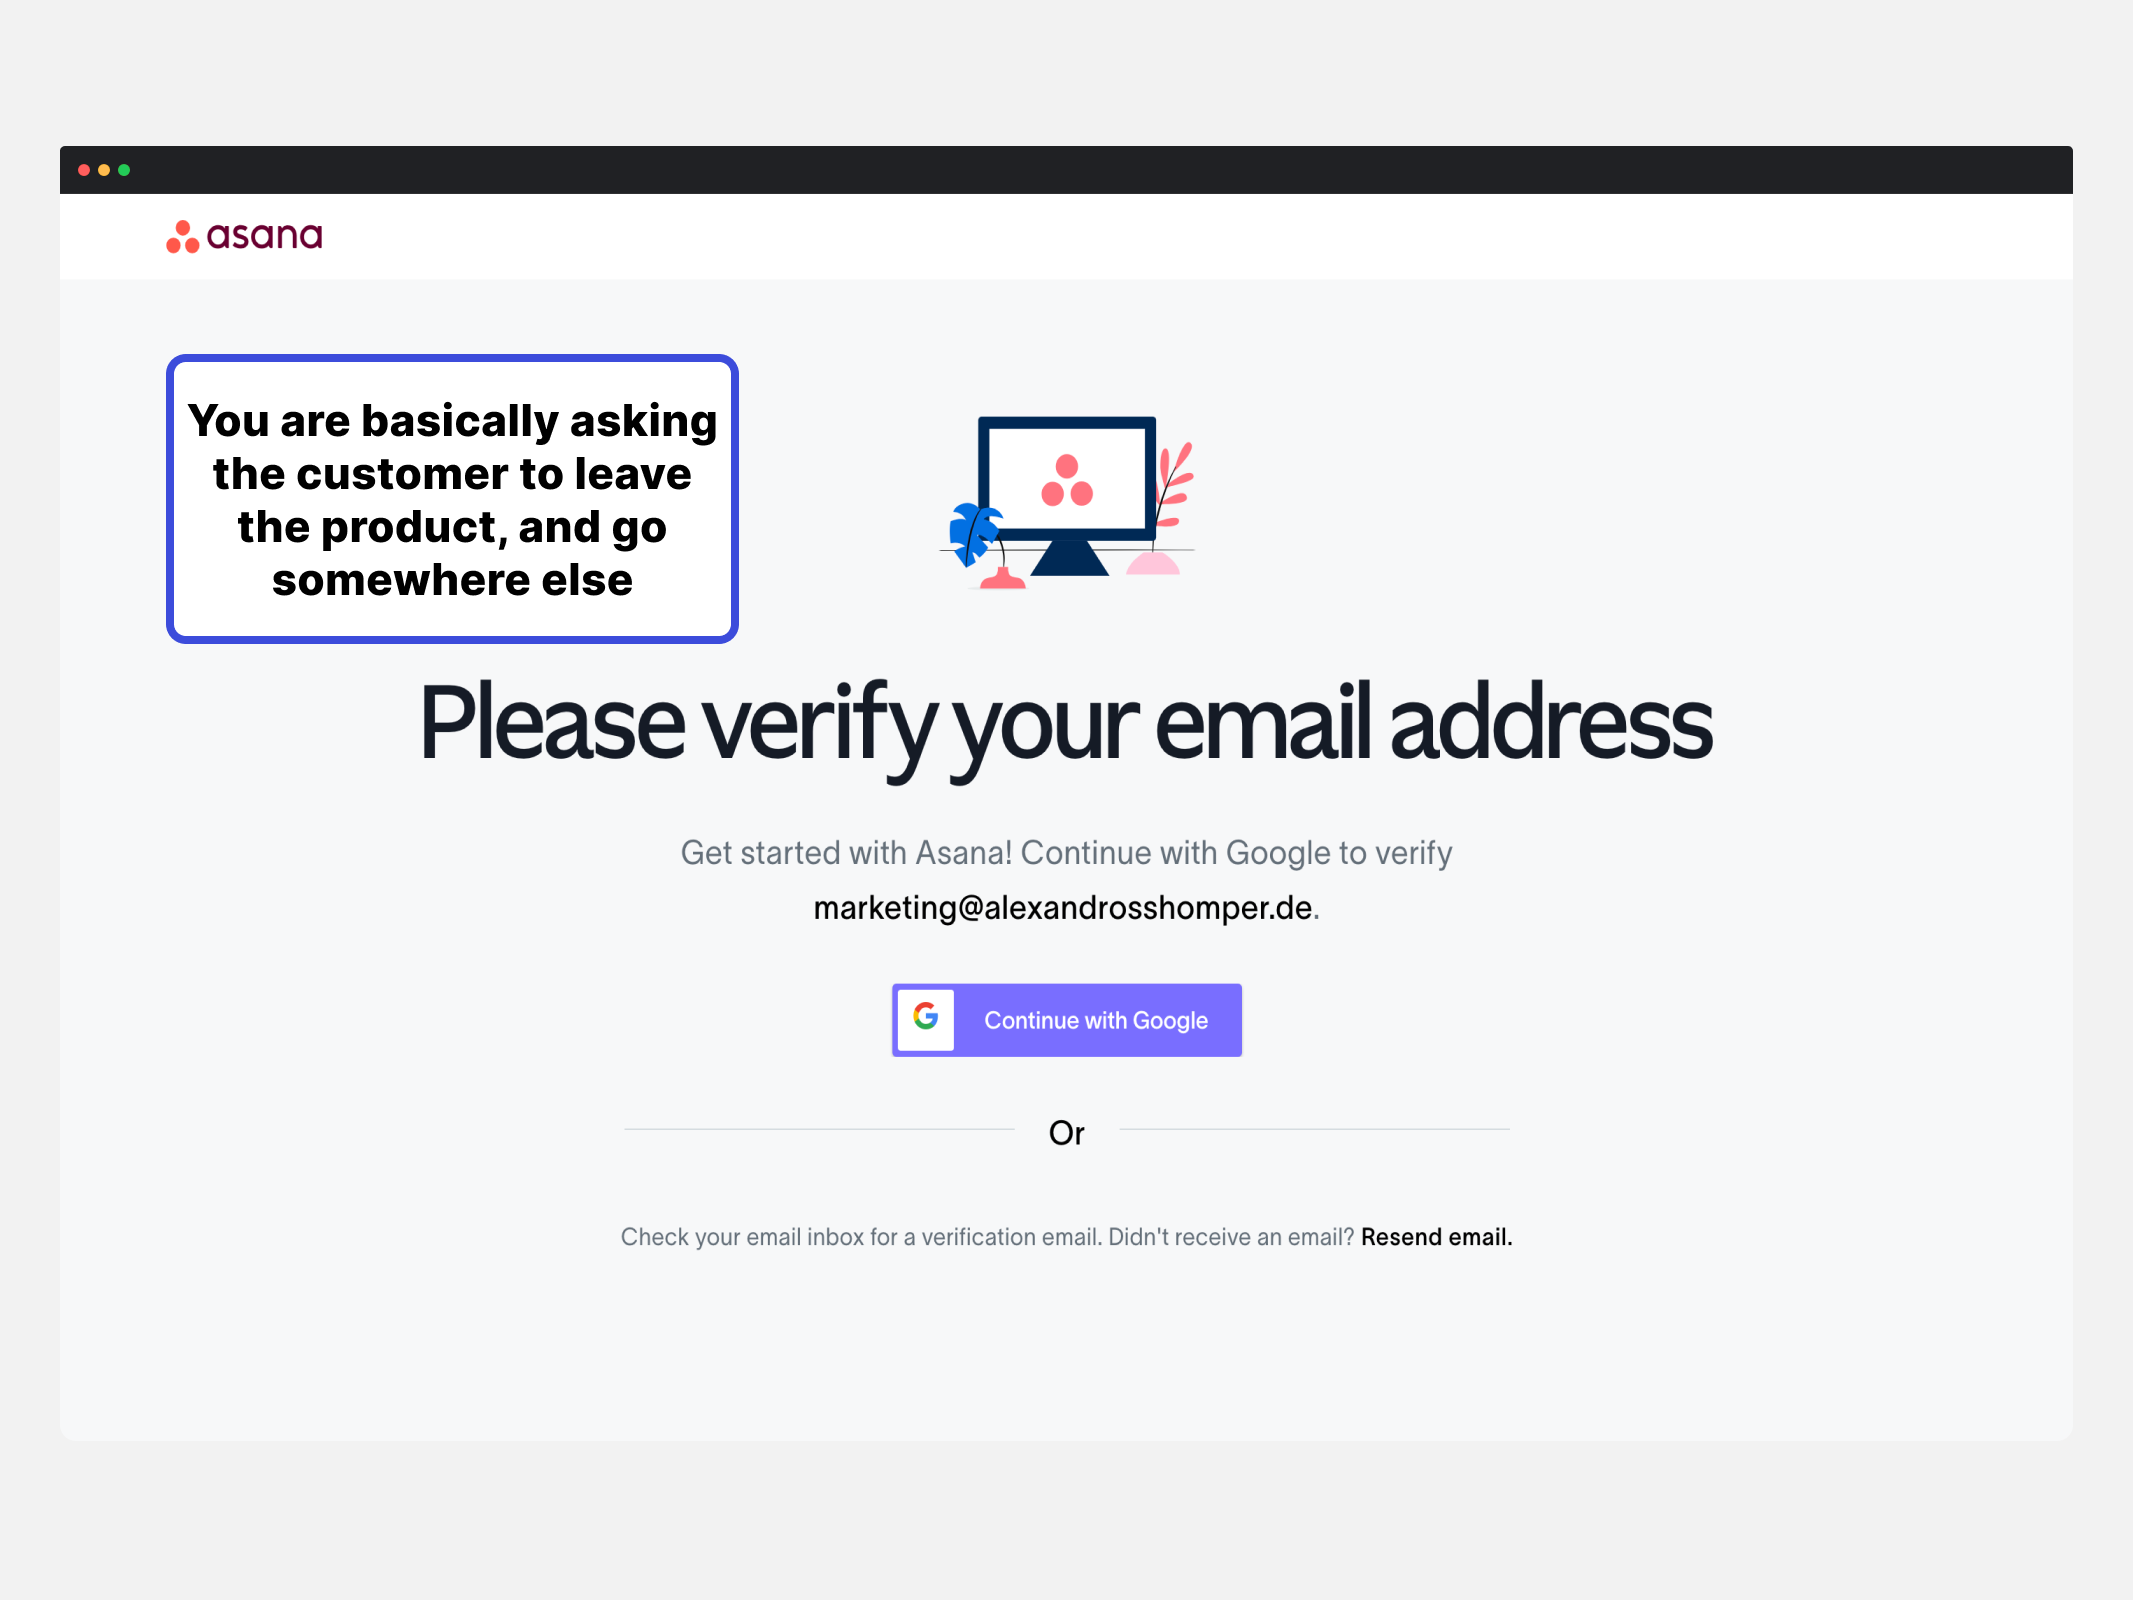 asana
You are basically asking
the customer to leave
the product, and go
somewhere else
Please verify your email address
Get started with Asana! Continue with Google to verify
marketing@alexandrosshomper.de.
Continue with Google
Or
Check your email inbox for a verification email. Didn't receive an email? Resend email.